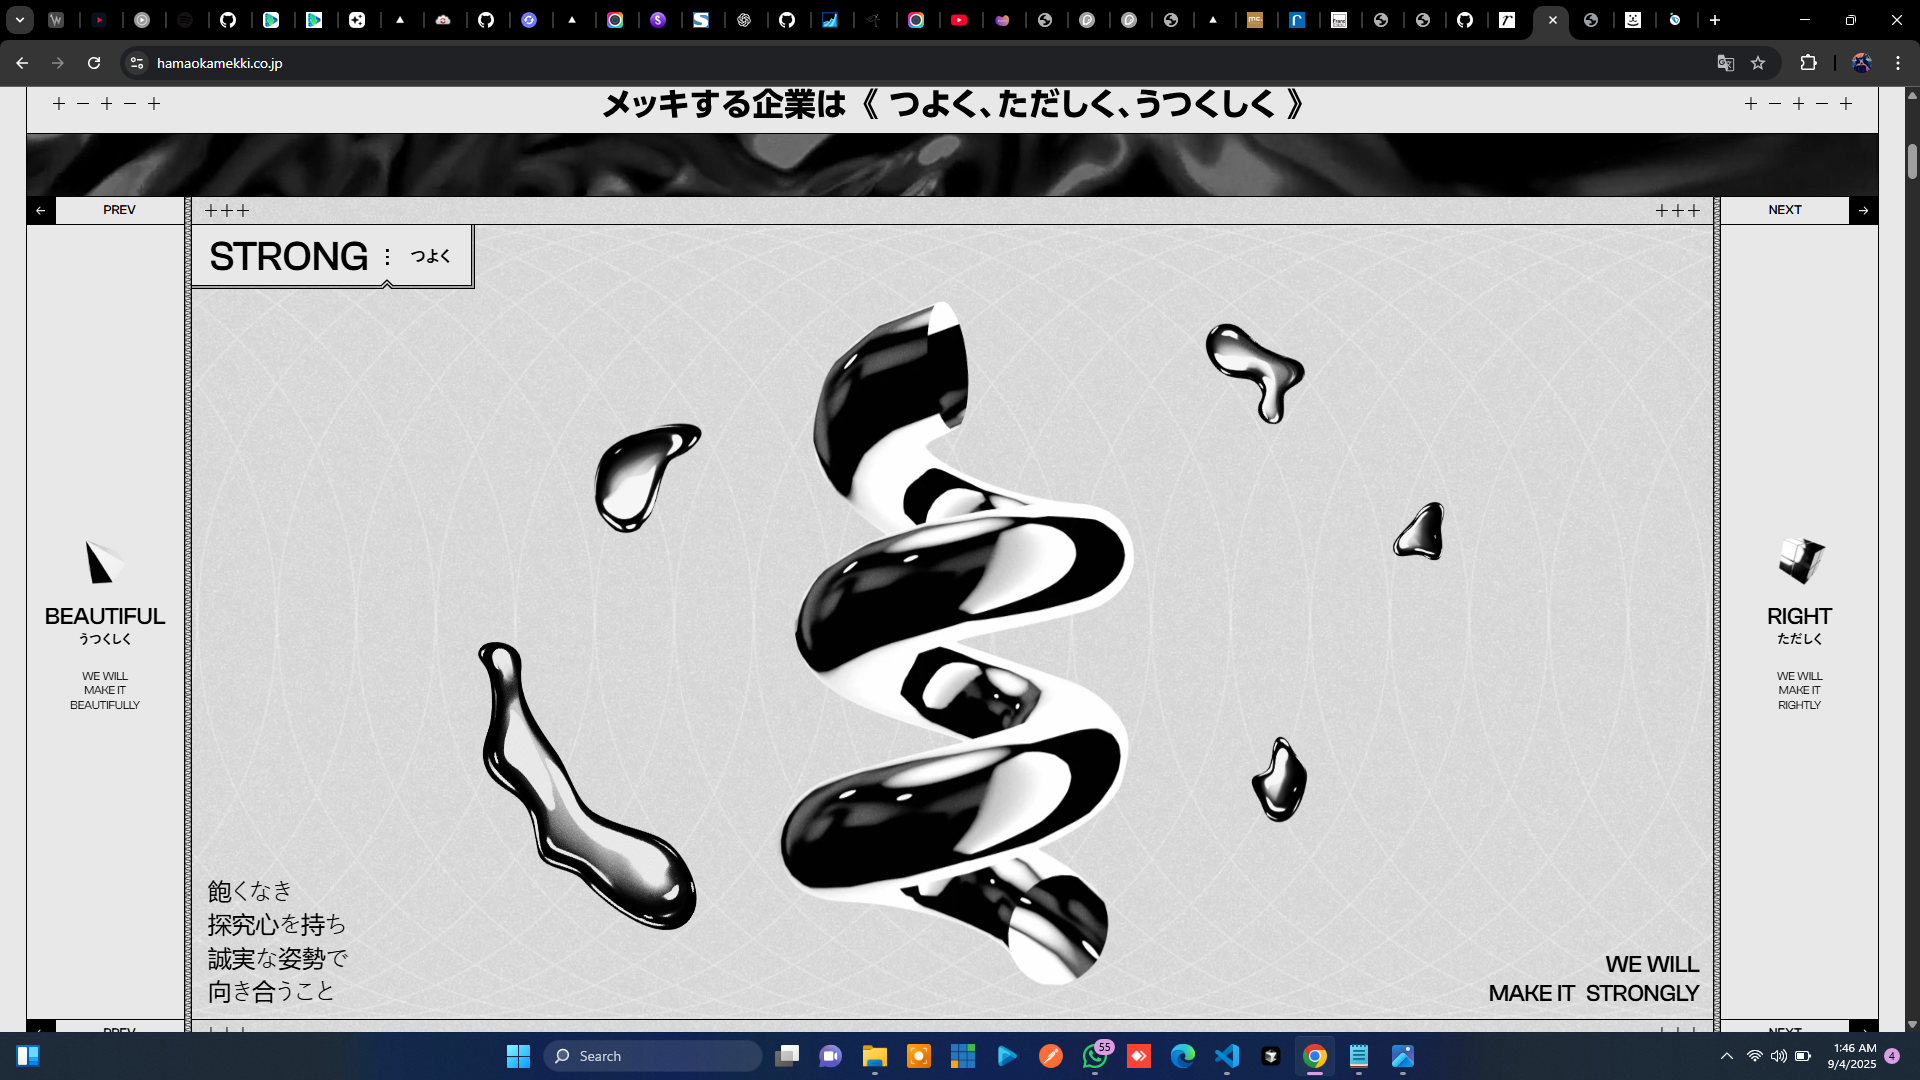 hamaokamekki.co.jp
メッキする企業は《 つよく、ただしく、うつくしく 》
PREV
NEXT
STRONG
つよく
BEAUTIFUL
うつくしく
WE WILL
MAKE IT
BEAUTIFULLY
RIGHT
ただしく
WE WILL
MAKE IT
RIGHTLY
飽くなき
探究心を持ち
誠実な姿勢で
向き合うこと
WE WILL
MAKE IT STRONGLY
PREV
NEXT
Search
55
1:46 AM
9/4/2025
4